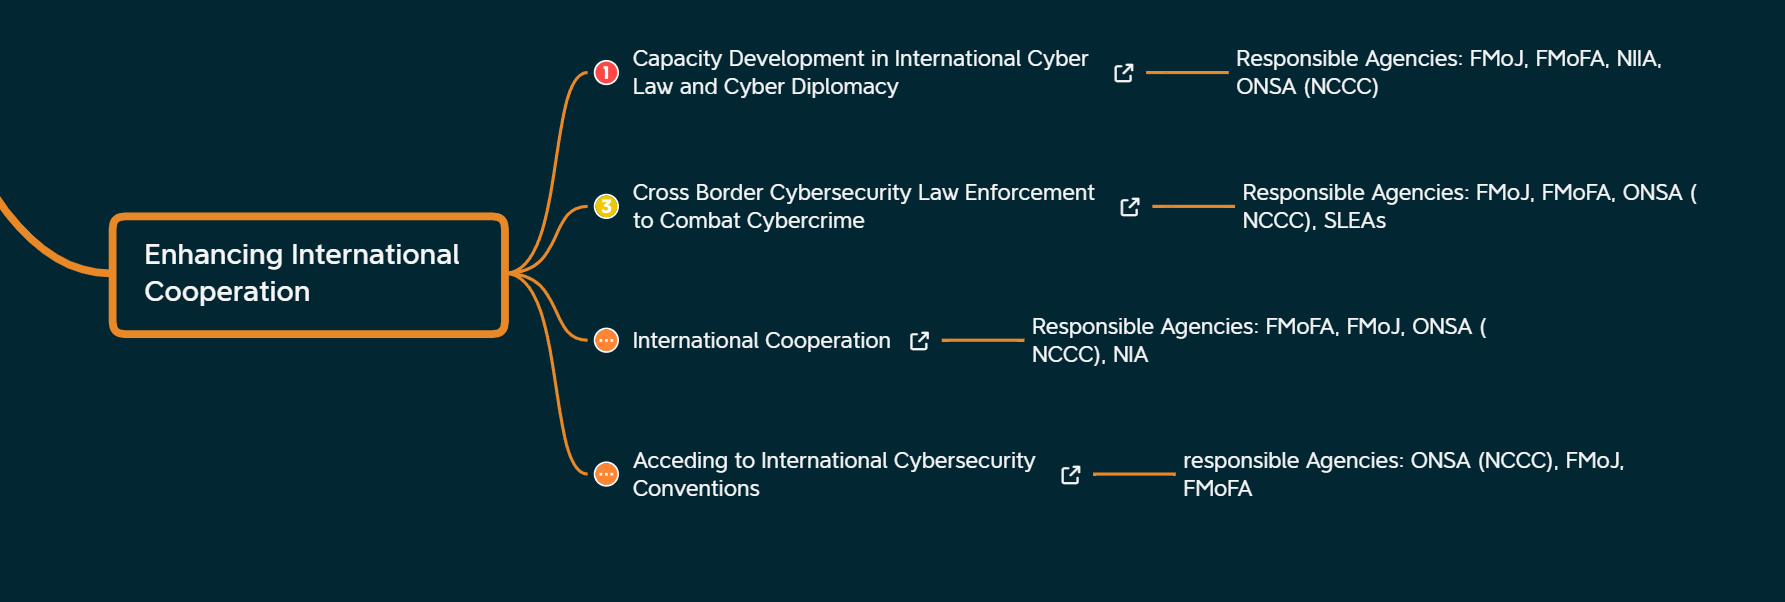 Enhancing International
Cooperation
1
Capacity Development in International Cyber
Law and Cyber Diplomacy
Responsible Agencies: FMoJ, FMoFA, NIIA,
ONSA (NCCC)
3
Cross Border Cybersecurity Law Enforcement
to Combat Cybercrime
Responsible Agencies: FMoJ, FMoFA, ONSA (
NCCC), SLEAs
International Cooperation
Responsible Agencies: FMoFA, FMoJ, ONSA (
NCCC), NIA
Acceding to International Cybersecurity
Conventions
responsible Agencies: ONSA (NCCC), FMoJ,
FMoFA